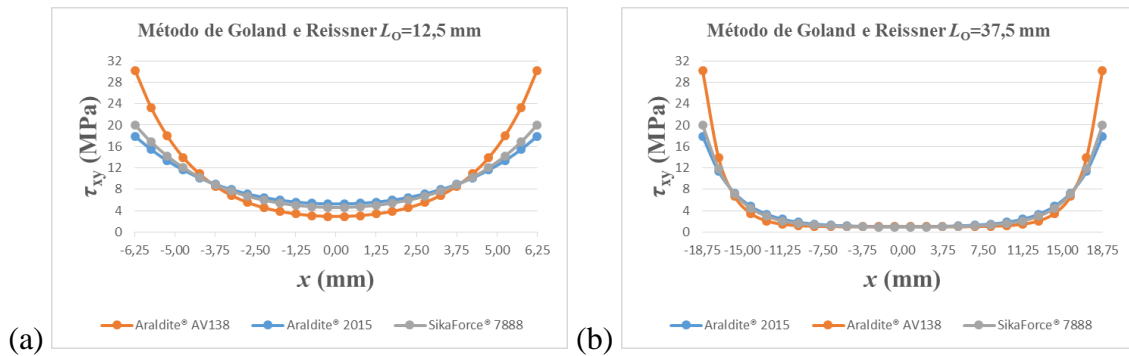 Método de Goland e Reissner LO=12,5 mm
32
28
24
20
16
12
8
4
0
τxy (MPa)
-6,25 -5,00 -3,75 -2,50 -1,25 0,00 1,25 2,50 3,75 5,00 6,25
x (mm)
Araldite® AV138 Araldite® 2015 SikaForce® 7888
(a)
Método de Goland e Reissner LO=37,5 mm
32
28
24
20
16
12
8
4
0
τxy (MPa)
-18,75 -15,00 -11,25 -7,50 -3,75 0,00 3,75 7,50 11,25 15,00 18,75
x (mm)
Araldite® 2015 Araldite® AV138 SikaForce® 7888
(b)